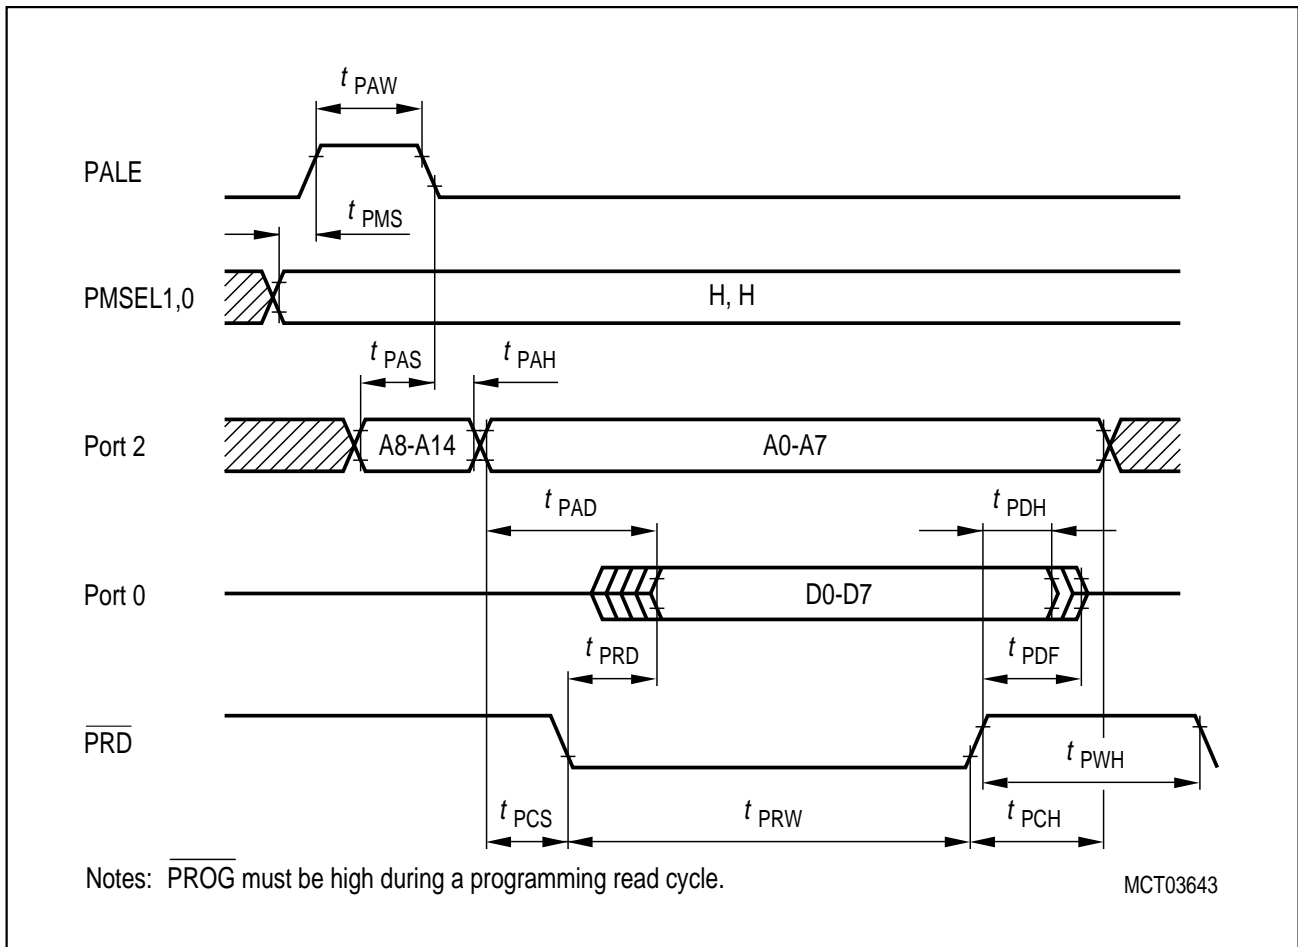 t PAW
PALE
t PMS
PMSEL1,0
H, H
t PAS
t PAH
Port 2
A8-A14
A0-A7
t PAD
t PDH
Port 0
D0-D7
t PRD
t PDF
PRD
t PWH
t PCS
t PRW
t PCH
Notes: PROG must be high during a programming read cycle.
MCT03643